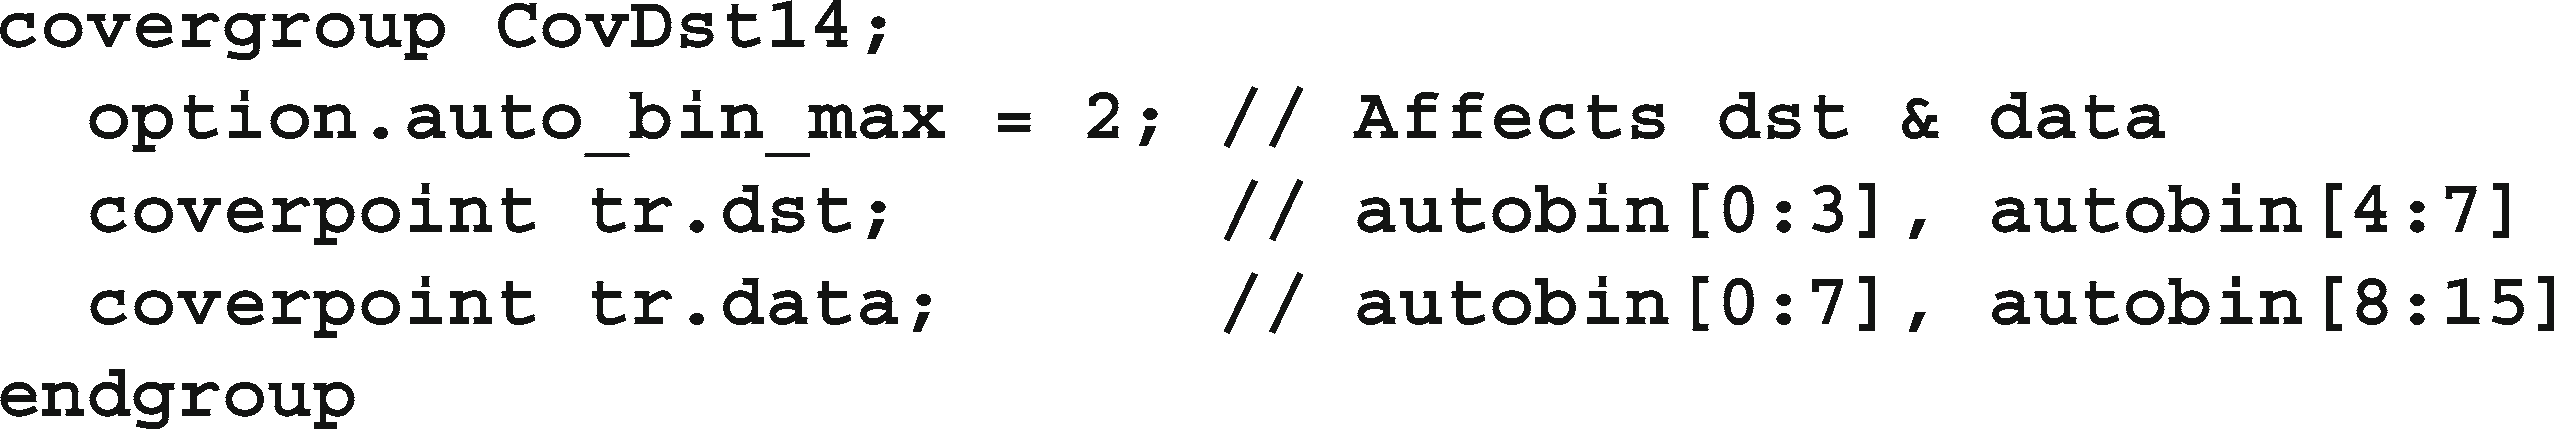 covergroup CovDst14;
  option.auto_bin_max = 2; // Affects dst & data
  coverpoint tr.dst;       // autobin[0:3], autobin[4:7]
  coverpoint tr.data;      // autobin[0:7], autobin[8:15]
endgroup